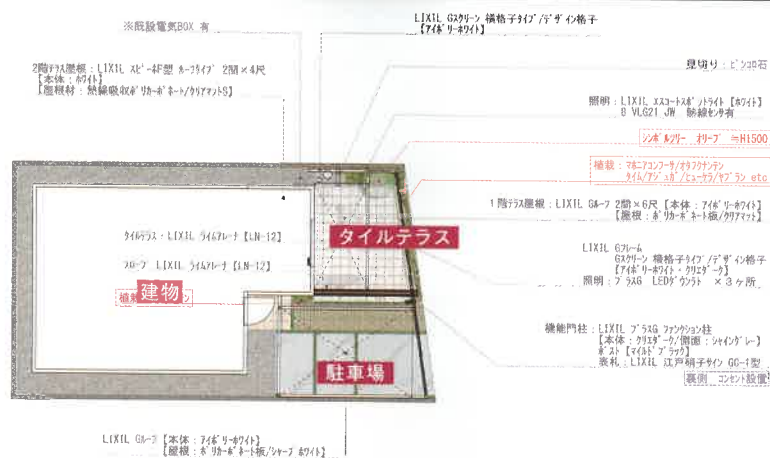 ※既設電気BOX 有
LIXIL Gスクリーン 横格子タイプ/デザイン格子
【アイボリーホワイト】
2階テラス屋根：LIXIL スピーネF型 ルーフタイプ 2間×4尺
【本体：ホワイト】
【屋根材：熱線吸収ポリカーボネート/クリアマットS】
見切り：ピンコロ石
照明：LIXIL スポットライト【ホワイト】
8 VLG21 JW 熱線センサ有
シンボルツリー オリーブ ≒H1500
植栽：マホニアコンフューサ/オタフクナンテン
タイム/アジュガ/ヒューケラ/ヤブラン etc
1階テラス屋根：LIXIL Gルーフ 2間×6尺【本体：アイボリーホワイト】
【屋根：ポリカーボネート板/クリアマット】
タイルテラス：LIXIL ライムアレーナ【LN-12】
タイルテラス
スロープ LIXIL ライムアレーナ【LN-12】
LIXIL Gフレーム
Gスクリーン 横格子タイプ/デザイン格子
【アイボリーホワイト・クリエダーク】
照明：プラスG LEDダウンライト ×3ヶ所
植栽
建物
機能門柱：LIXIL プラスG ファンクション柱
【本体：クリエダーク/側面：シャイングレー】
ポスト【マイルドブラック】
表札：LIXIL 江戸硝子サイン GC-1型
裏側 コンセント設置
駐車場
LIXIL Gルーフ【本体：アイボリーホワイト】
【屋根：ポリカーボネート板/シャープホワイト】